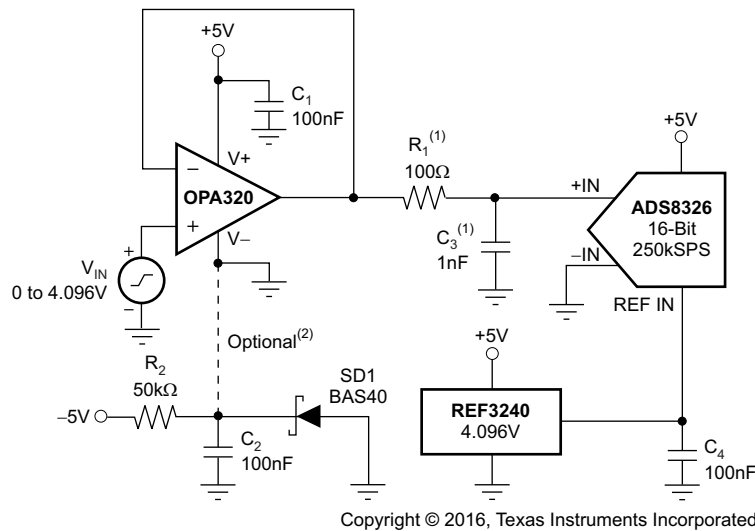 +5V
C1
100nF
V+
−
OPA320
+
V−
+
VIN
0 to 4.096V
−
R1(1)
100Ω
C3(1)
1nF
+5V
+IN
ADS8326
16-Bit
250kSPS
−IN
REF IN
Optional(2)
R2
50kΩ
−5V
C2
100nF
SD1
BAS40
+5V
REF3240
4.096V
C4
100nF
Copyright © 2016, Texas Instruments Incorporated